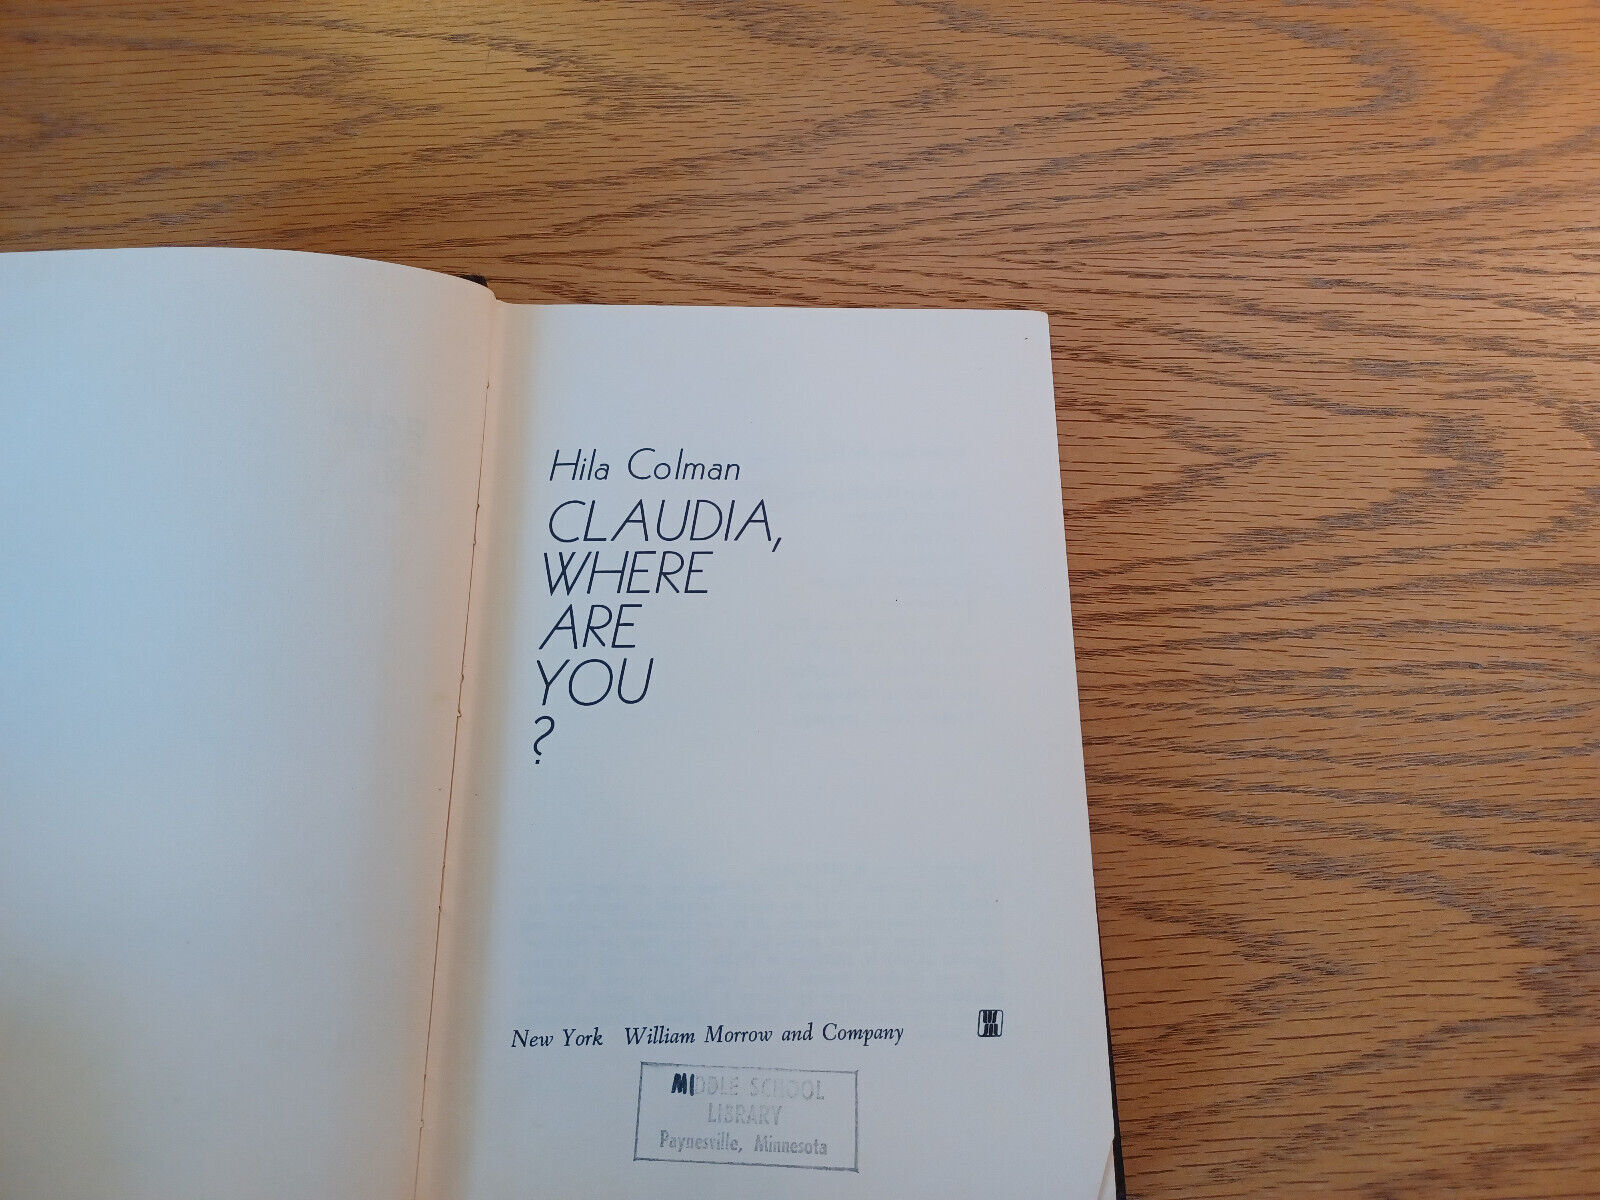 Hila Colman
CLAUDIA,
WHERE
ARE
YOU
?
New York William Morrow and Company
MIDDLE SCHOOL
LIBRARY
Paynesville, Minnesota